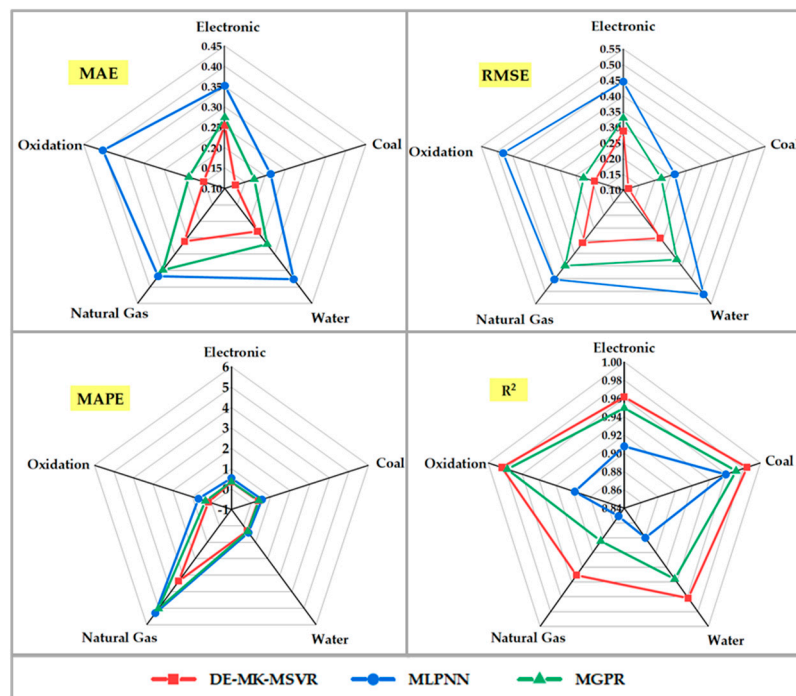 Electronic
MAE
0.45
0.40
0.35
0.30
0.25
0.20
0.15
0.10
Oxidation
Coal
Natural Gas
Water
Electronic
RMSE
0.55
0.50
0.45
0.40
0.35
0.30
0.25
0.20
0.15
0.10
Oxidation
Coal
Natural Gas
Water
Electronic
MAPE
6
5
4
3
2
1
0
-1
Oxidation
Coal
Natural Gas
Water
Electronic
R²
1.00
0.98
0.96
0.94
0.92
0.90
0.88
0.86
0.84
Oxidation
Coal
Natural Gas
Water
DE-MK-MSVR MLPNN MGPR